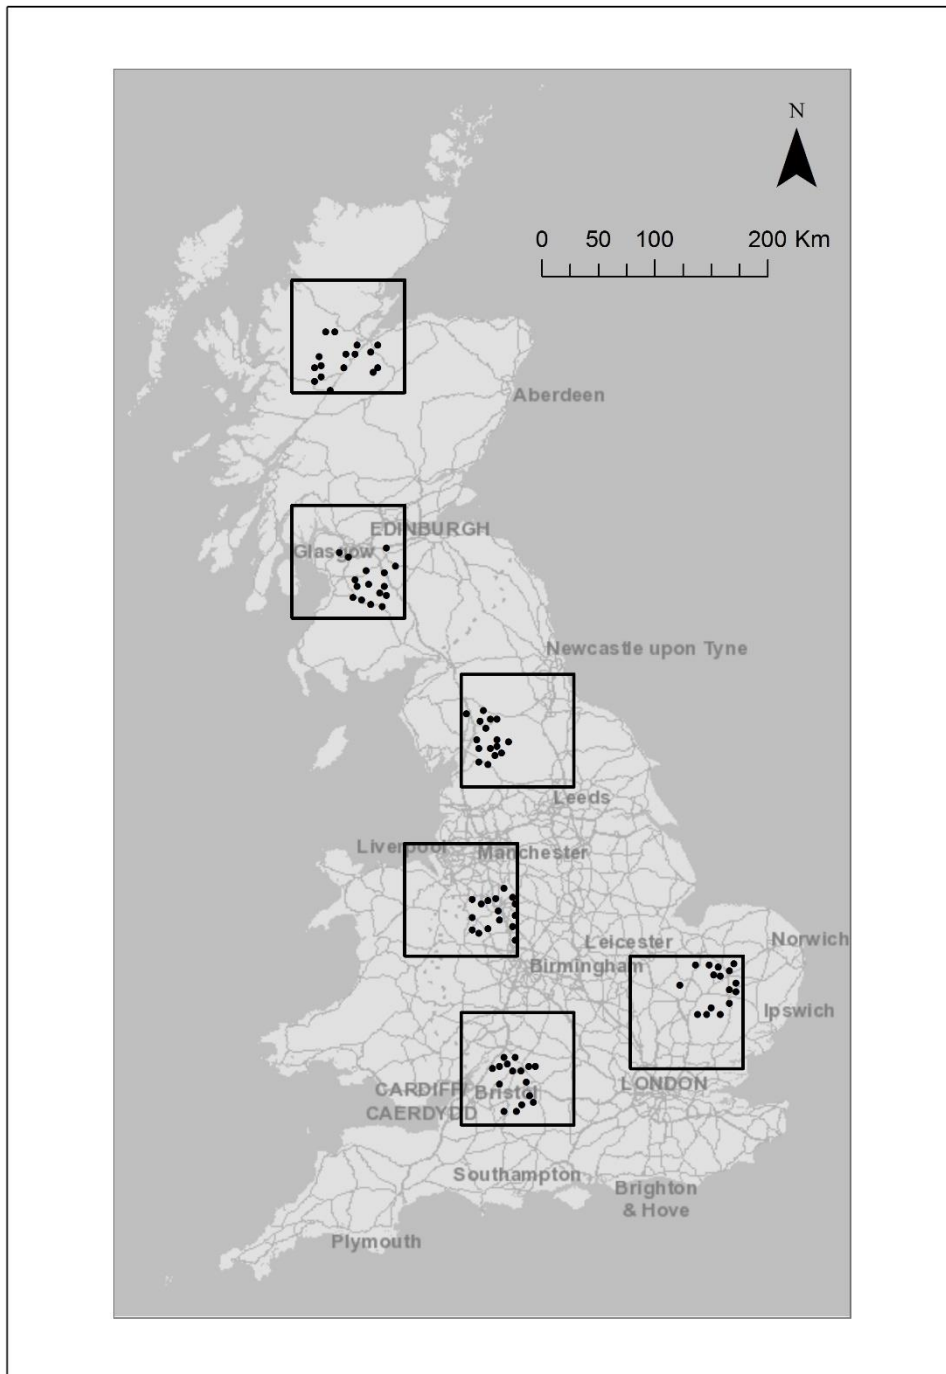 N
0 50 100 200 Km
Aberdeen
EDINBURGH
Glasgow
Newcastle upon Tyne
Leeds
Liverpool
Manchester
Leicester
Norwich
Birmingham
Ipswich
LONDON
CARDIFF/
CAERDYDD
Bristol
Southampton
Brighton
& Hove
Plymouth